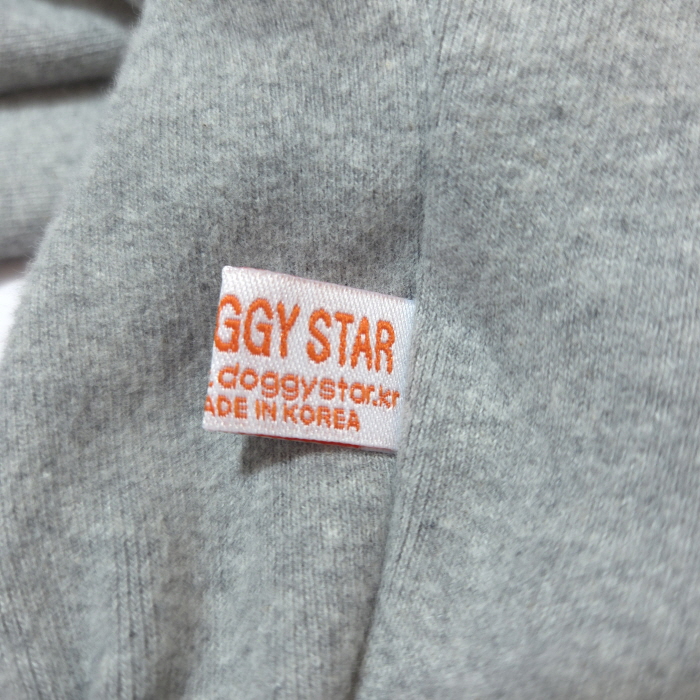 GGY STAR
.doggystar.kr
ADE IN KOREA